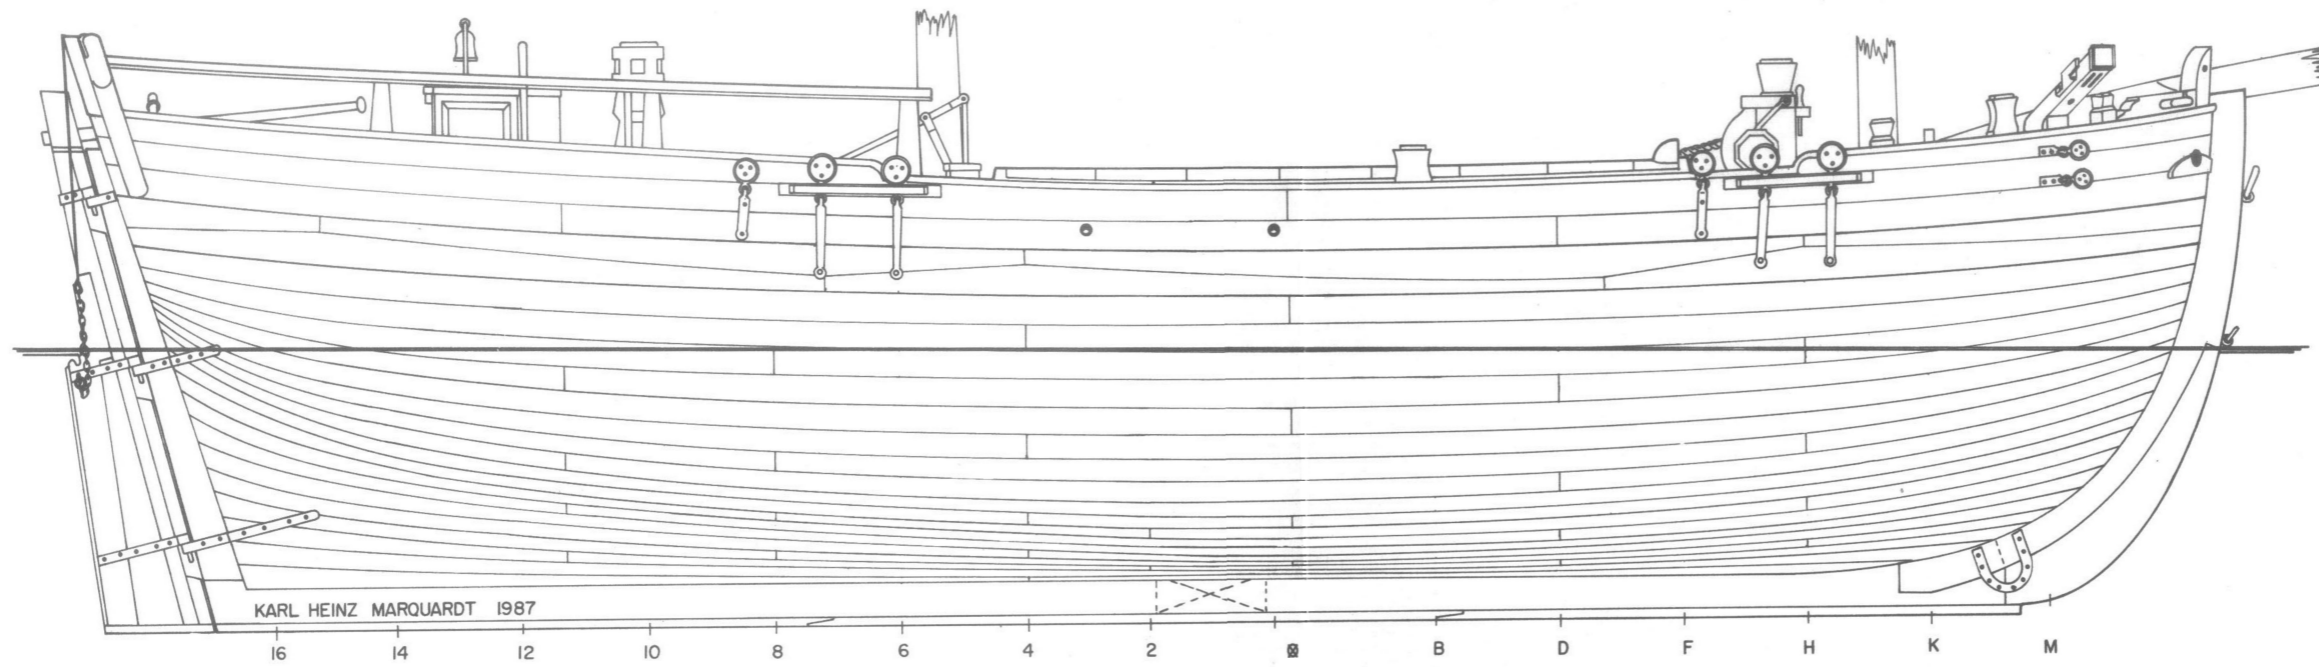 KARL HEINZ MARQUARDT 1987
16 14 12 10 8 6 4 2 ⦻ B D F H K M